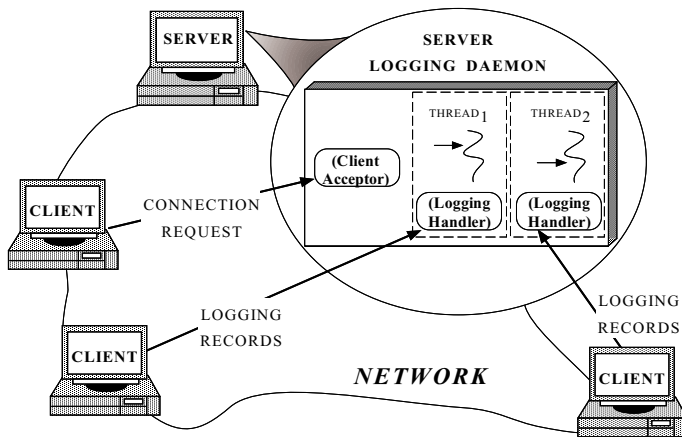 SERVER
SERVER
LOGGING DAEMON
THREAD1
THREAD2
(Client
Acceptor)
(Logging
Handler)
(Logging
Handler)
CLIENT
CONNECTION
REQUEST
LOGGING
RECORDS
LOGGING
RECORDS
CLIENT
NETWORK
CLIENT